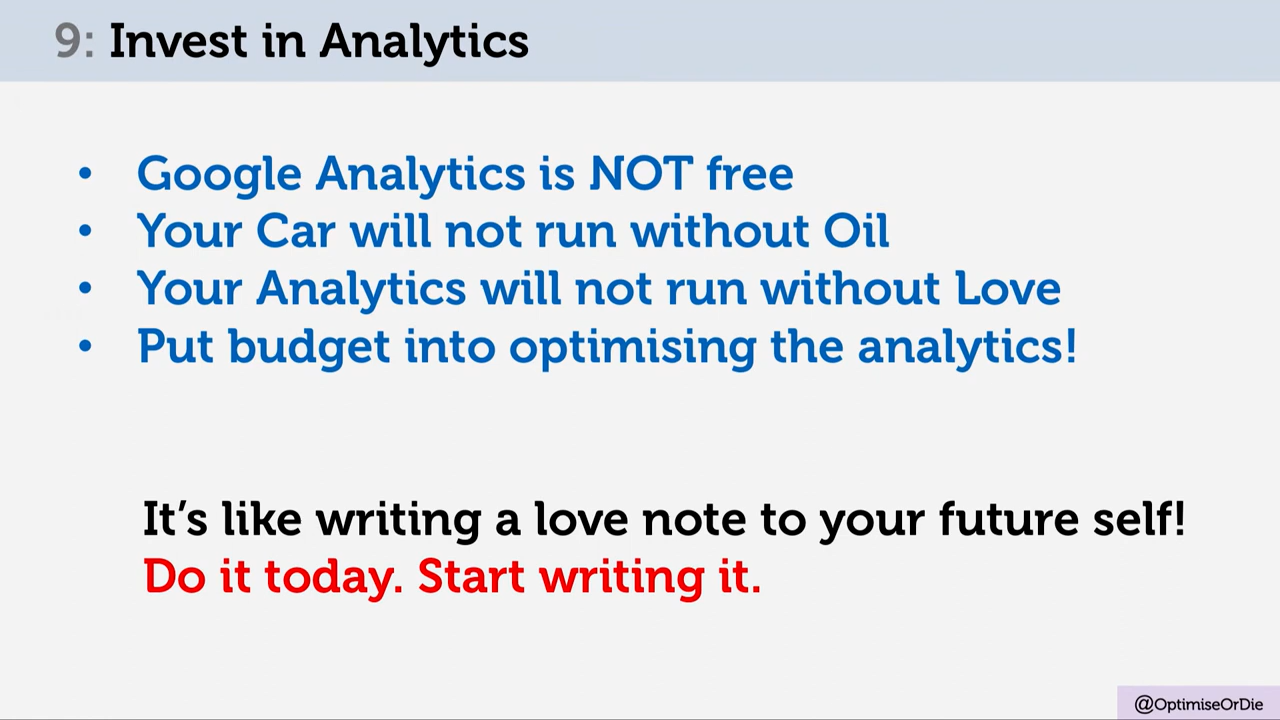 9: Invest in Analytics
• Google Analytics is NOT free
• Your Car will not run without Oil
• Your Analytics will not run without Love
• Put budget into optimising the analytics!
It’s like writing a love note to your future self!
Do it today. Start writing it.
@OptimiseOrDie